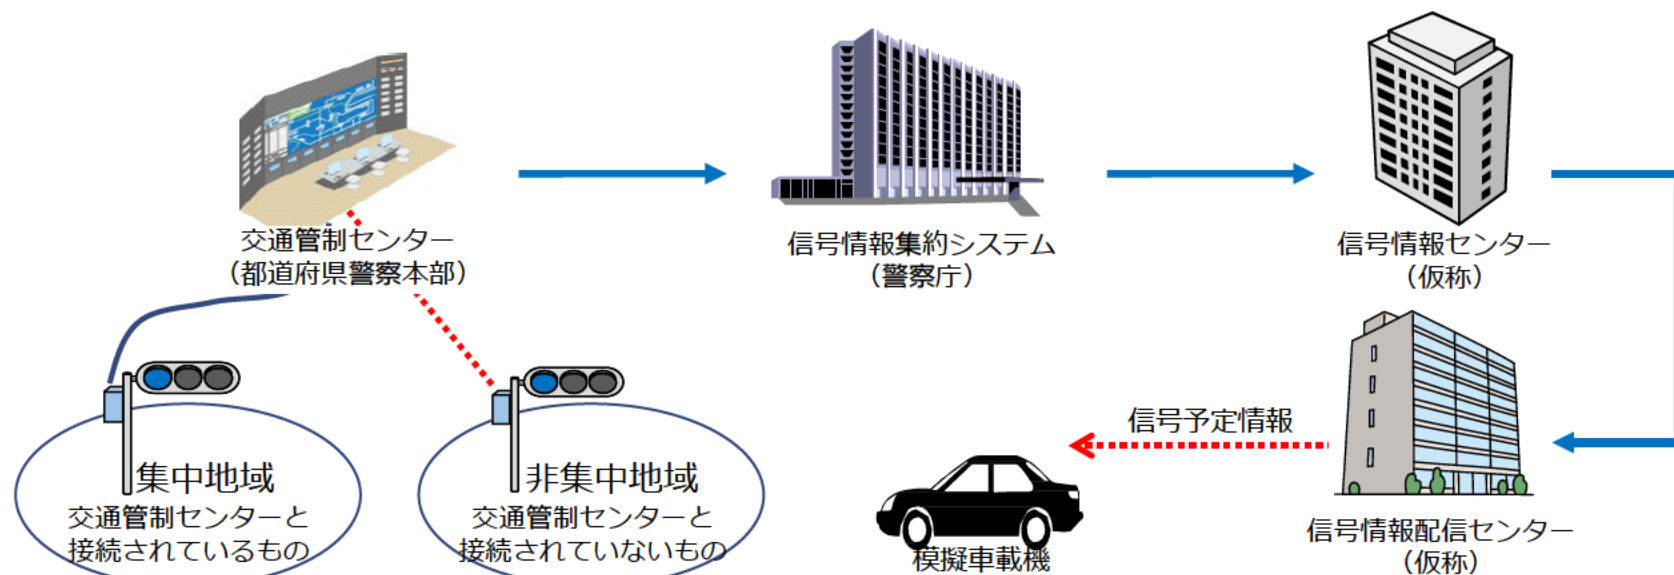 交通管制センター
（都道府県警察本部）
信号情報集約システム
（警察庁）
信号情報センター
（仮称）
集中地域
交通管制センターと
接続されているもの
非集中地域
交通管制センターと
接続されていないもの
信号予定情報
模擬車載機
信号情報配信センター
（仮称）